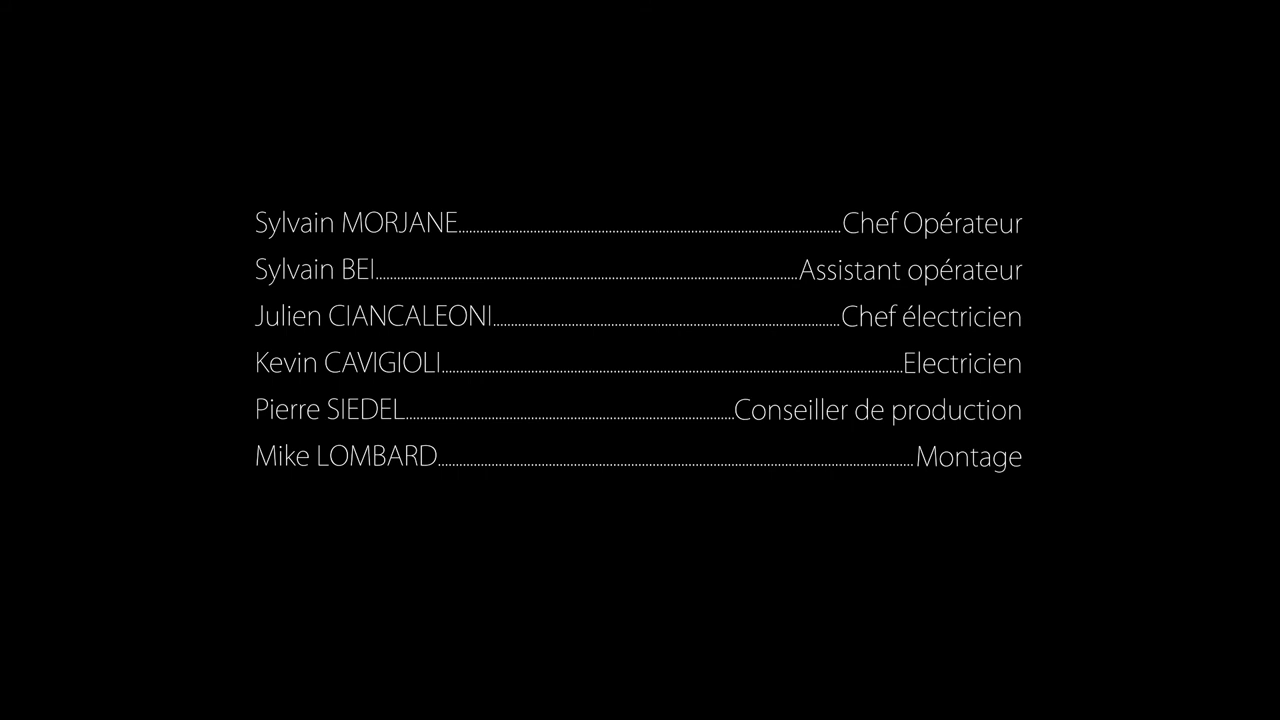 Sylvain MORJANE........Chef Opérateur
Sylvain BEI........Assistant opérateur
Julien CIANCALEONI........Chef électricien
Kevin CAVIGIOLI........Electricien
Pierre SIEDEL........Conseiller de production
Mike LOMBARD........Montage